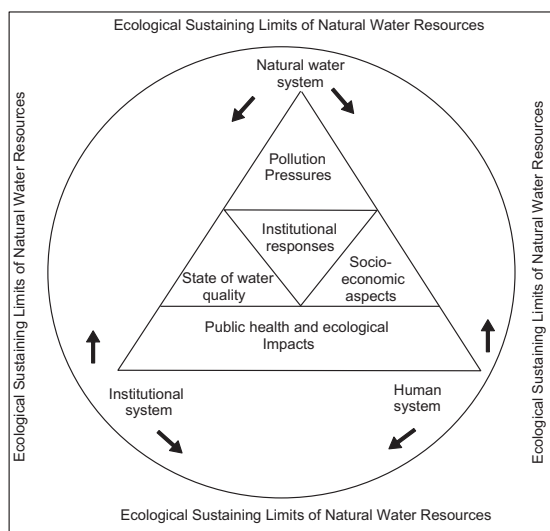 Ecological Sustaining Limits of Natural Water Resources
Natural water
system
Ecological Sustaining Limits of Natural Water Resources
Ecological Sustaining Limits of Natural Water Resources
Pollution
Pressures
Institutional
responses
State of water
quality
Socio-
economic
aspects
Public health and ecological
Impacts
Institutional
system
Human
system
Ecological Sustaining Limits of Natural Water Resources